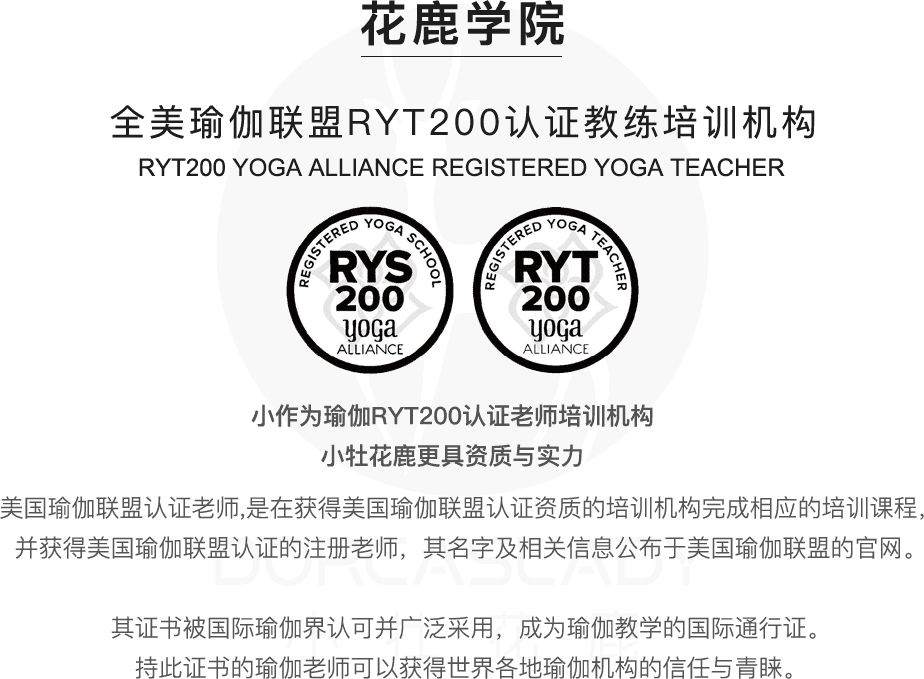 花鹿学院
全美瑜伽联盟RYT200认证教练培训机构
RYT200 YOGA ALLIANCE REGISTERED YOGA TEACHER
REGISTERED YOGA SCHOOL
RYS
200
yoga
ALLIANCE
REGISTERED YOGA TEACHER
RYT
200
yoga
ALLIANCE
小作为瑜伽RYT200认证老师培训机构
小牡花鹿更具资质与实力
美国瑜伽联盟认证老师,是在获得美国瑜伽联盟认证资质的培训机构完成相应的培训课程,
并获得美国瑜伽联盟认证的注册老师，其名字及相关信息公布于美国瑜伽联盟的官网。
DORCASLADY
小牡花鹿
其证书被国际瑜伽界认可并广泛采用，成为瑜伽教学的国际通行证。
持此证书的瑜伽老师可以获得世界各地瑜伽机构的信任与青睐。